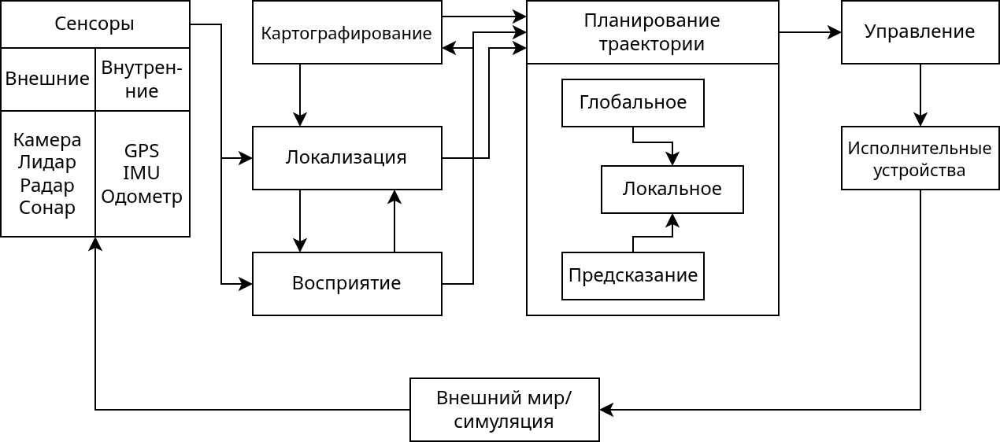 Сенсоры
Внешние
Внутрен-
ние
Камера
Лидар
Радар
Сонар
GPS
IMU
Одометр
Картографирование
Локализация
Восприятие
Планирование
траектории
Глобальное
Локальное
Предсказание
Управление
Исполнительные
устройства
Внешний мир/
симуляция